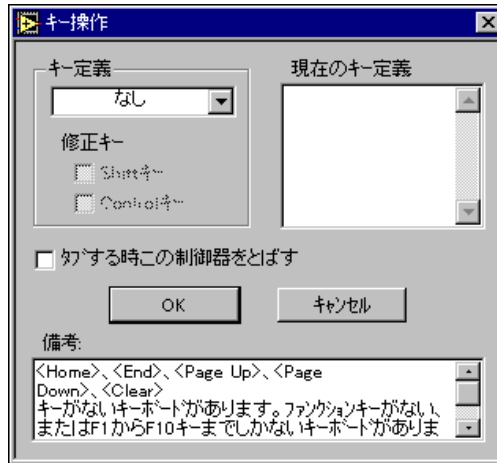 キー操作
キー定義
現在のキー定義
なし
修正キー
Shiftキー
Controlキー
ﾀﾌﾞする時この制御器をとばす
OK
ｷｬﾝｾﾙ
備考:
<Home>、<End>、<Page Up>、<Page
Down>、<Clear>
キーがないｷｰﾎﾞｰﾄﾞがあります。ﾌｧﾝｸｼｮﾝキーがない、
またはF1からF10キーまでしかないｷｰﾎﾞｰﾄﾞがありま